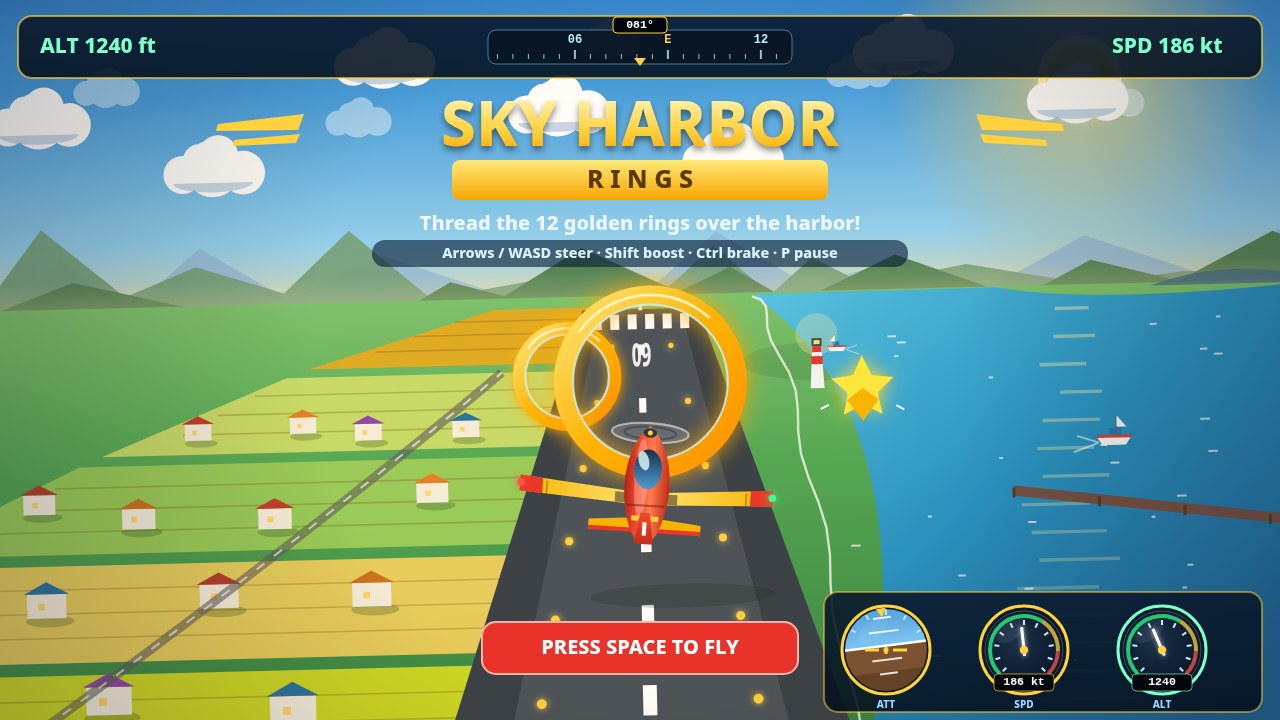 081°
ALT 1240 ft
06 E 12
SPD 186 kt
SKY HARBOR
RINGS
Thread the 12 golden rings over the harbor!
Arrows / WASD steer · Shift boost · Ctrl brake · P pause
09
PRESS SPACE TO FLY
186 kt
1240
ATT
SPD
ALT